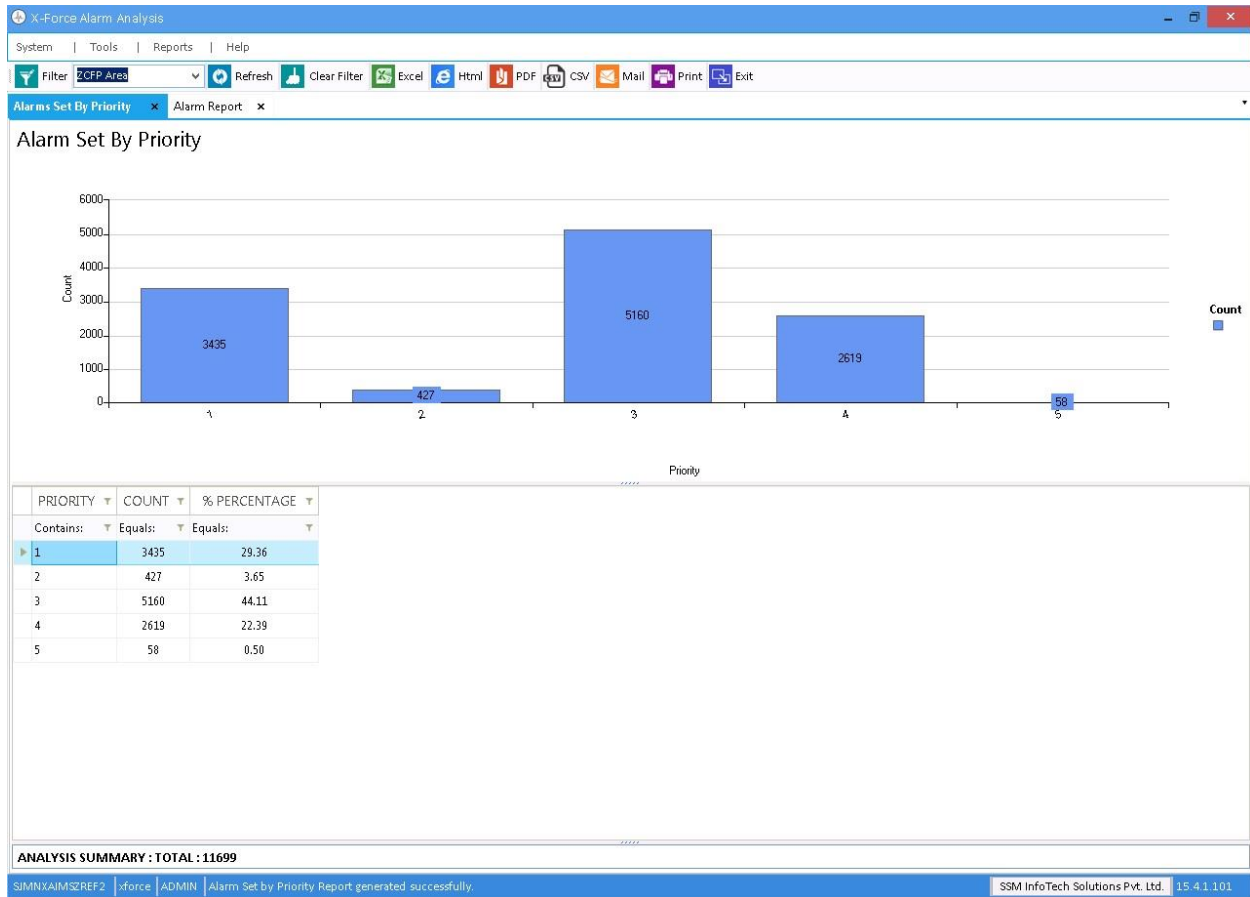 X-Force Alarm Analysis
System | Tools | Reports | Help
Filter ZCFP Area Refresh Clear Filter Excel Html PDF CSV Mail Print Exit
Alarms Set By Priority × Alarm Report ×
Alarm Set By Priority
6000
5000
4000
3000
2000
1000
0
Count
3435
427
5160
2619
58
1 2 3 4 5
Priority
Count
PRIORITY COUNT % PERCENTAGE
Contains: Equals: Equals:
1 3435 29.36
2 427 3.65
3 5160 44.11
4 2619 22.39
5 58 0.50
ANALYSIS SUMMARY : TOTAL : 11699
SJMNXAIMSZREF2 xforce ADMIN Alarm Set by Priority Report generated successfully. SSM InfoTech Solutions Pvt. Ltd. 15.4.1.101